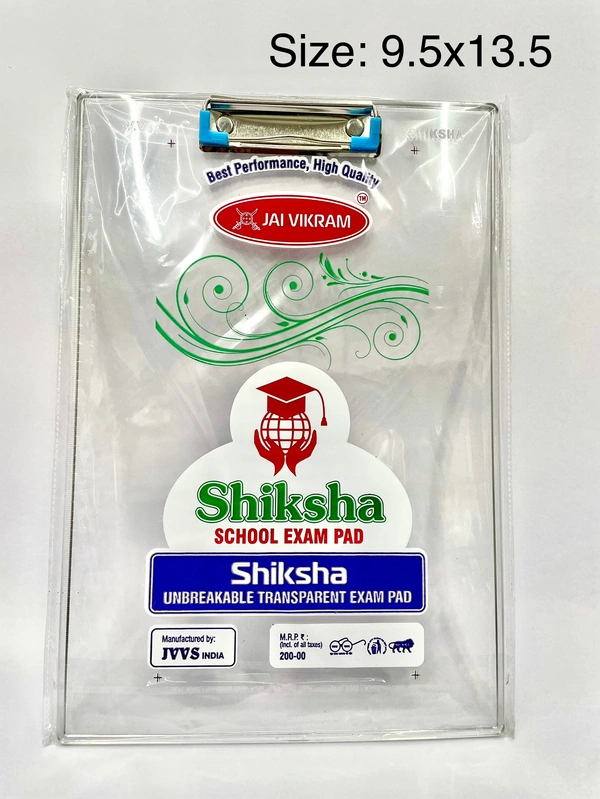 Size: 9.5x13.5
SHIKSHA
Best Performance, High Quality
JAI VIKRAM TM
Shiksha
SCHOOL EXAM PAD
Shiksha
UNBREAKABLE TRANSPARENT EXAM PAD
Manufactured by:
JVVS INDIA
M.R.P. ₹ :
(incl. of all taxes)
200-00